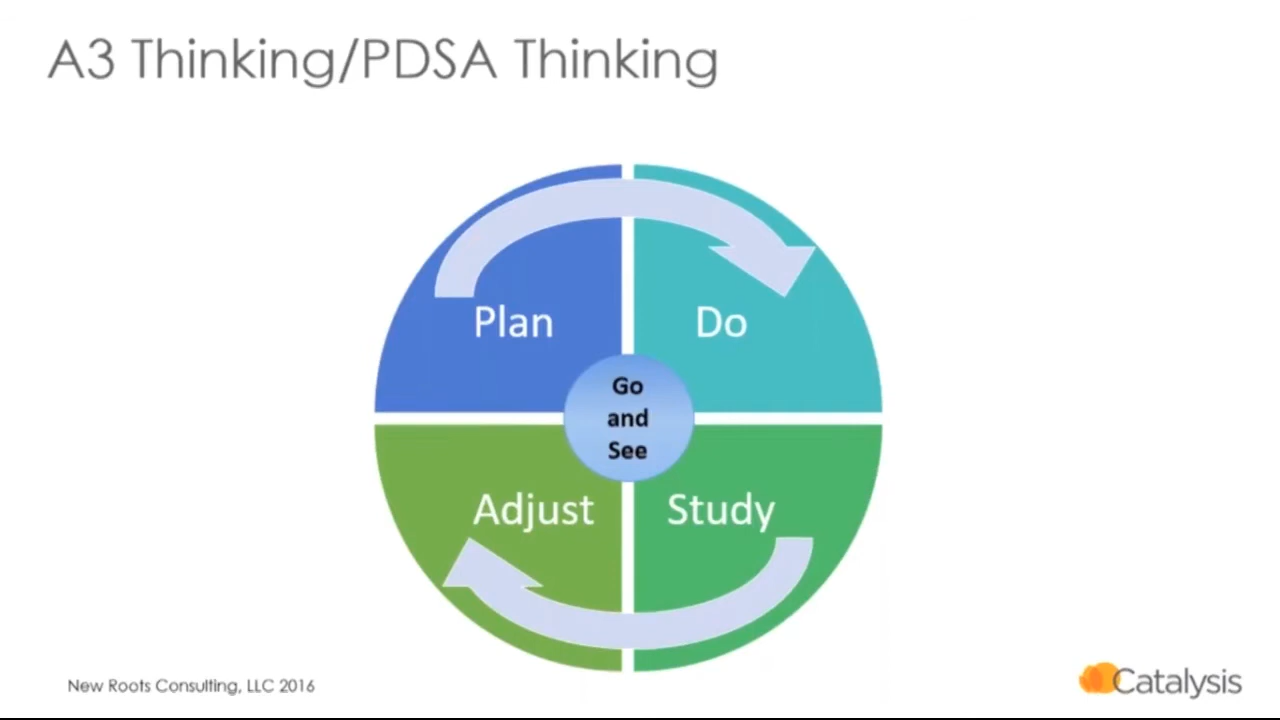 A3 Thinking/PDSA Thinking
Plan
Do
Go
and
See
Adjust
Study
New Roots Consulting, LLC 2016
Catalysis